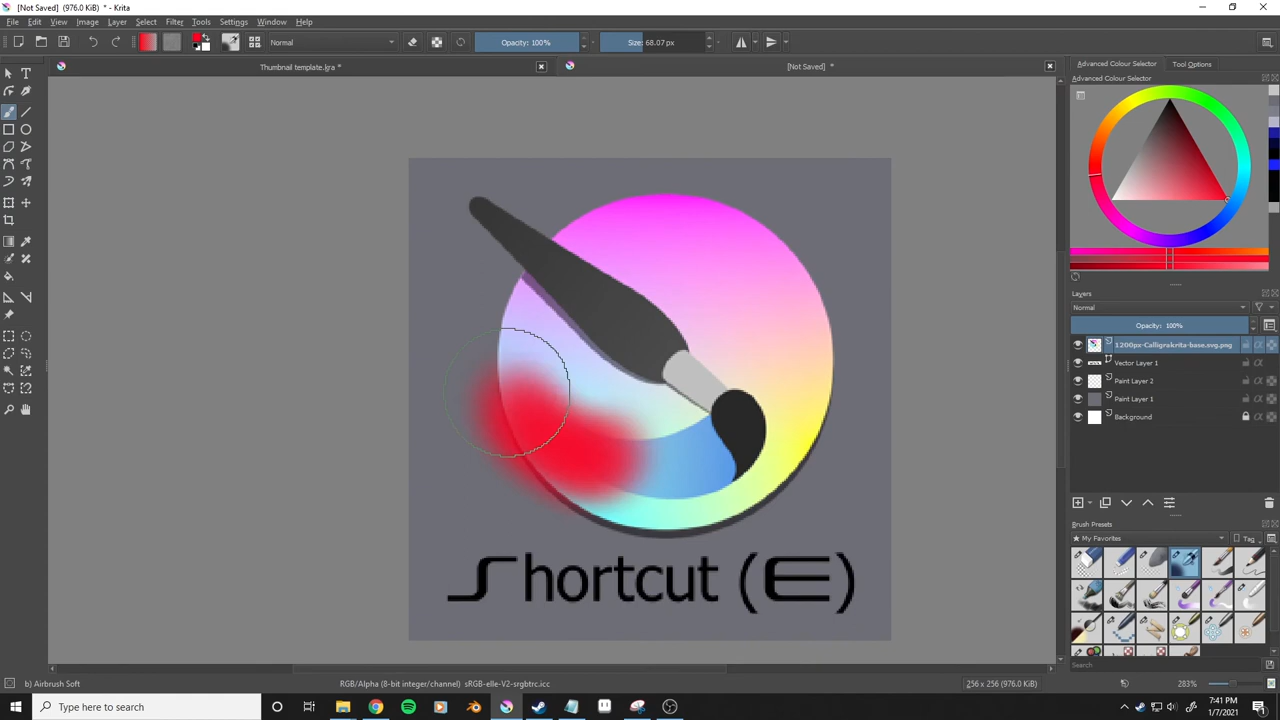 [Not Saved] (976.0 KiB) * - Krita
File Edit View Image Layer Select Filter Tools Settings Window Help
Normal Opacity: 100% Size: 68.07 px
Thumbnail template.kra * [Not Saved] *
Advanced Colour Selector Tool Options
Advanced Colour Selector
Layers
Normal
Opacity: 100%
1200px-Calligrakrita-base.svg.png
Vector Layer 1
Paint Layer 2
Paint Layer 1
Background
Shortcut (E)
Brush Presets
My Favorites Tag
Search
b) Airbrush Soft RGB/Alpha (8-bit integer/channel) sRGB-elle-V2-srgbtrc.icc 256 x 256 (976.0 KiB) 283%
Type here to search
7:41 PM
1/7/2021